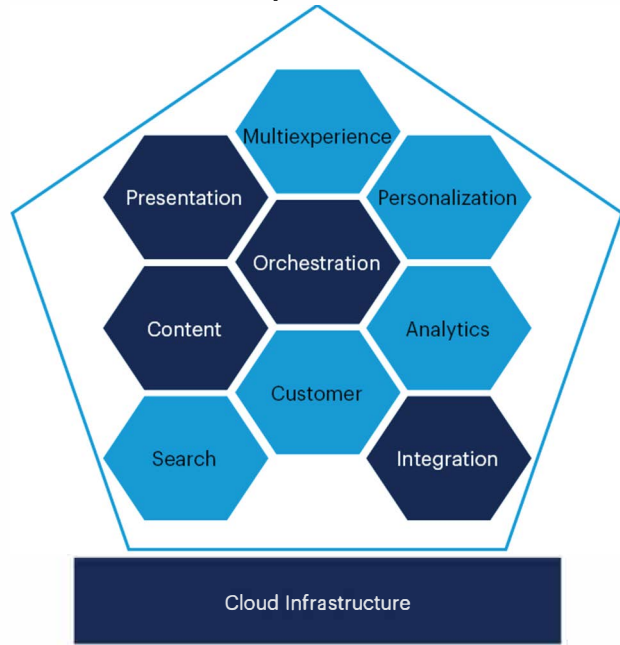 Multiexperience
Presentation
Personalization
Orchestration
Content
Analytics
Customer
Search
Integration
Cloud Infrastructure